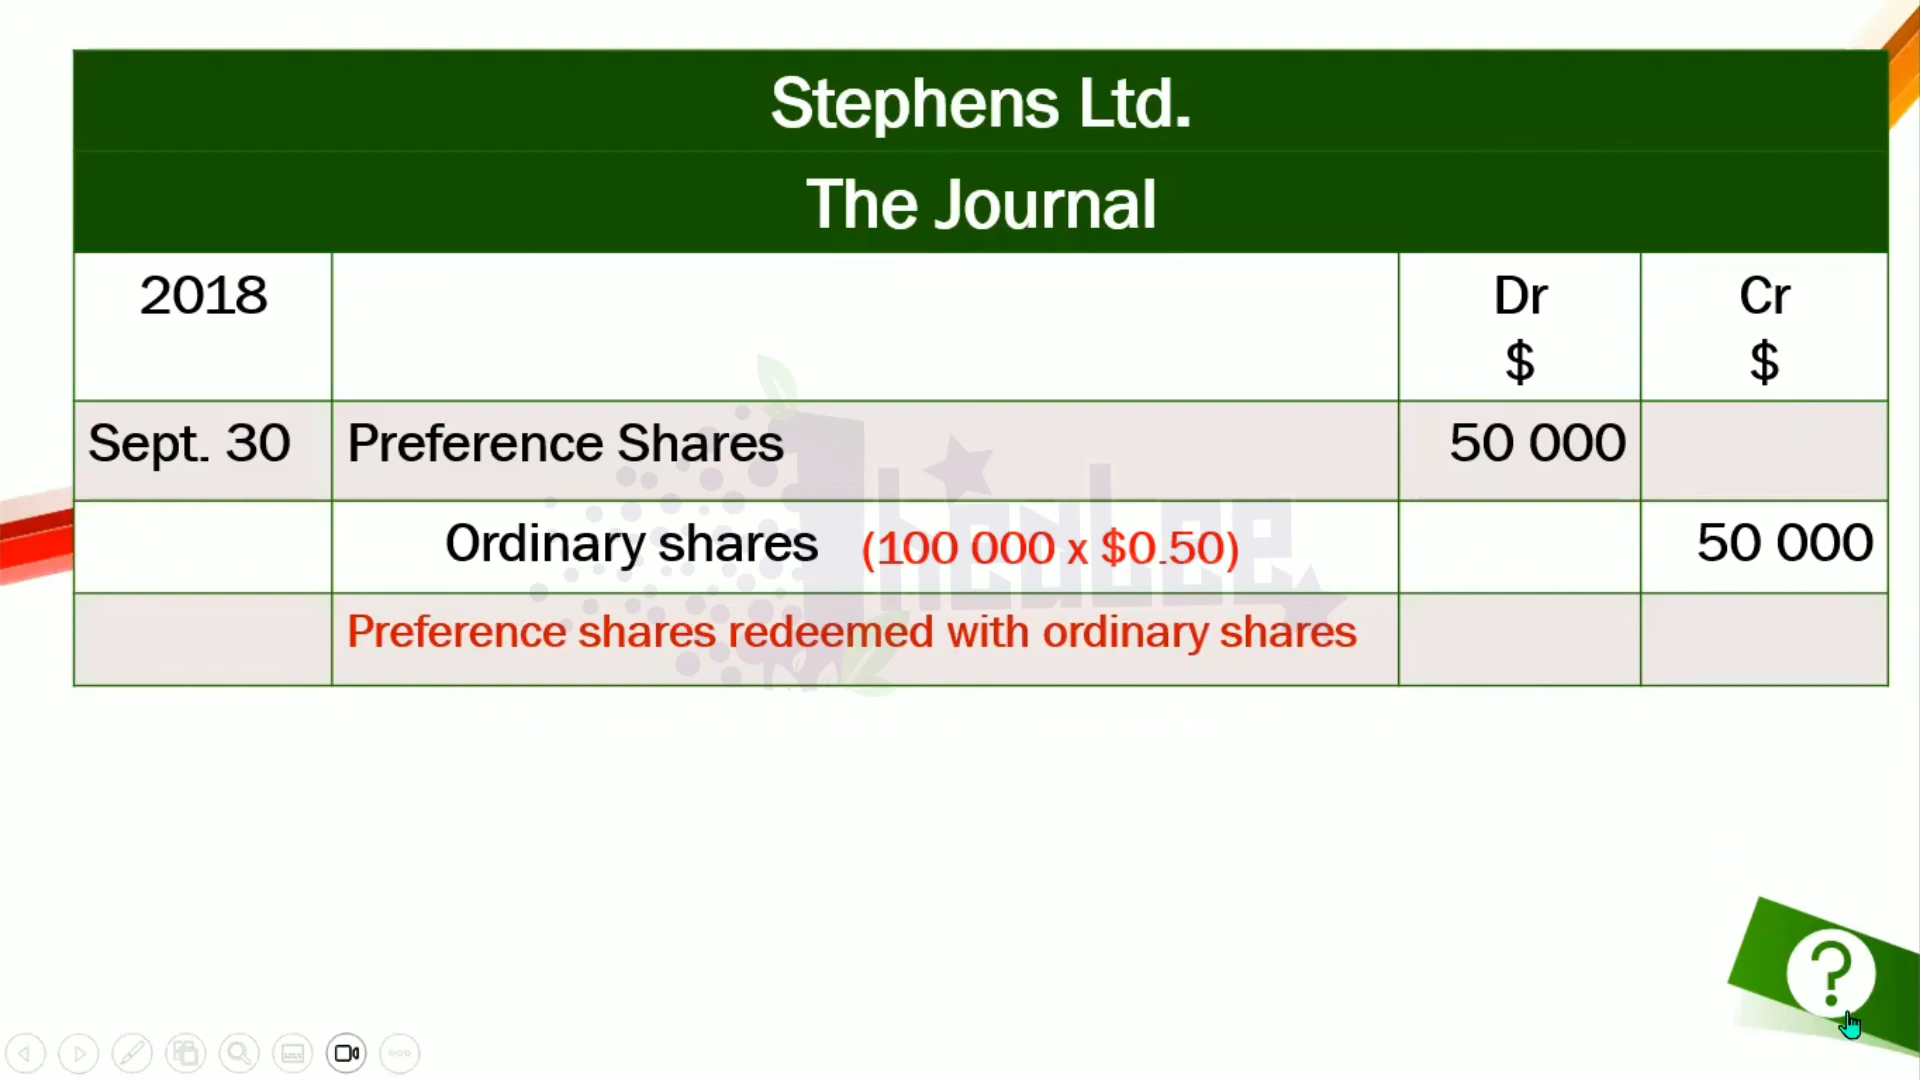 Stephens Ltd.
The Journal
2018 Dr Cr
$ $
Sept. 30 Preference Shares 50 000
Ordinary shares (100 000 x $0.50) 50 000
Preference shares redeemed with ordinary shares
?